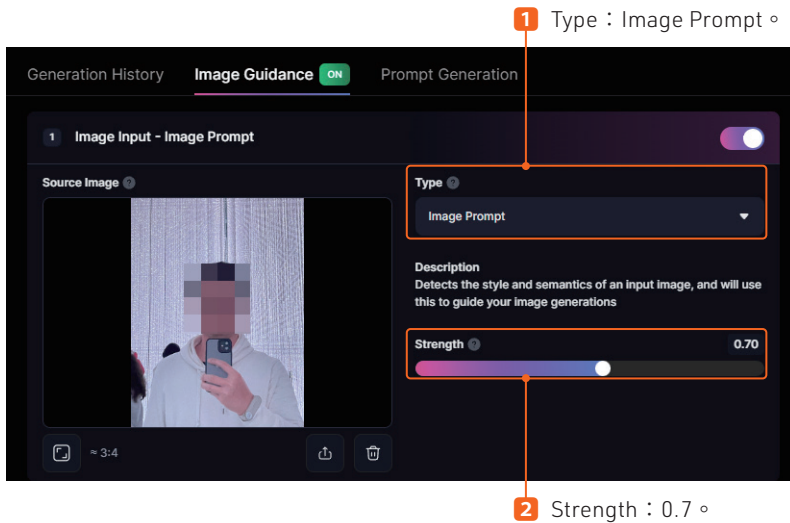 1 Type：Image Prompt。
Generation History Image Guidance ON Prompt Generation
1 Image Input - Image Prompt
Source Image ?
Type ?
Image Prompt
Description
Detects the style and semantics of an input image, and will use
this to guide your image generations
Strength ? 0.70
≈ 3:4
2 Strength：0.7。